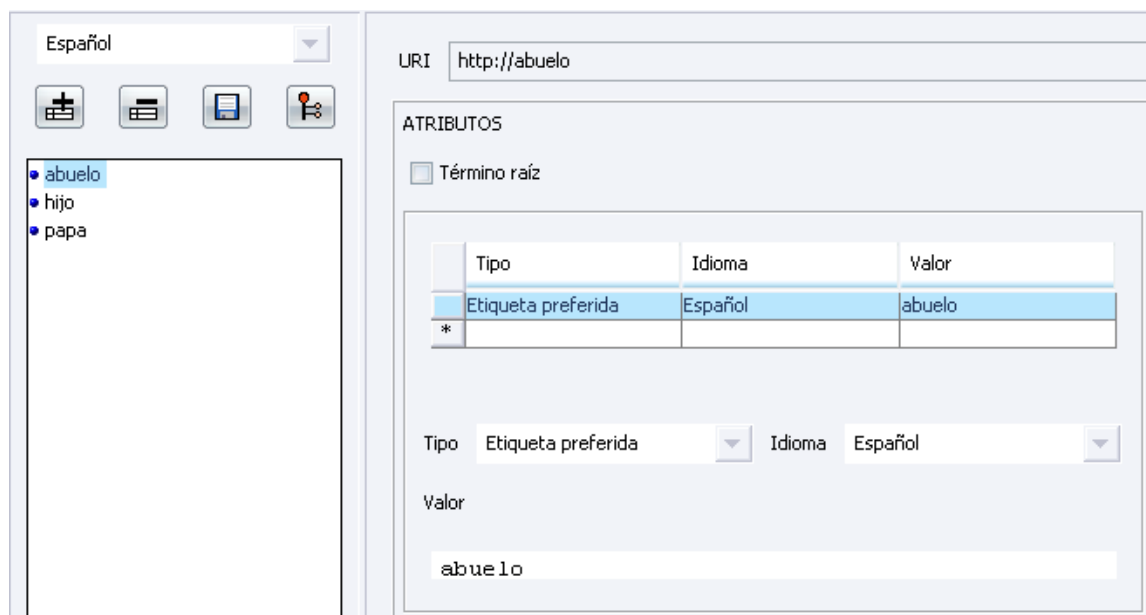 Español
abuelo
hijo
papa
URI http://abuelo
ATRIBUTOS
Término raíz
Tipo Idioma Valor
Etiqueta preferida Español abuelo
*
Tipo Etiqueta preferida Idioma Español
Valor
abuelo